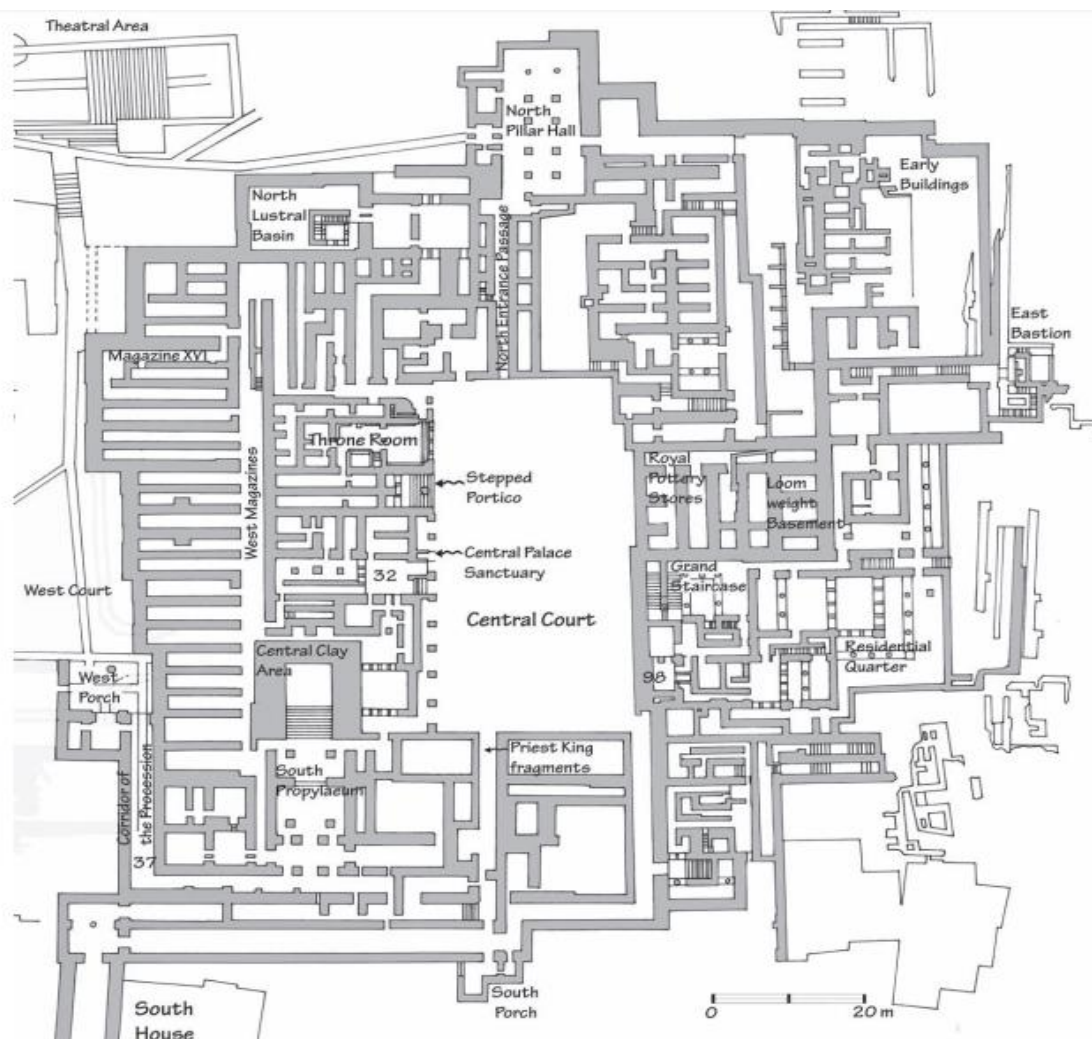 Theatral Area
North
Pillar Hall
Early
Buildings
North
Lustral
Basin
North Entrance Passage
East
Bastion
Magazine XVI
Throne Room
West Magazines
Stepped
Portico
Royal
Pottery
Stores
Loom
weight
Basement
Central Palace
Sanctuary
32
Grand
Staircase
West Court
Central Court
Central Clay
Area
Residential
Quarter
98
West
Porch
Priest King
fragments
South
Propylaeum
Corridor of
the Procession
37
South
Porch
South
House
0 20 m